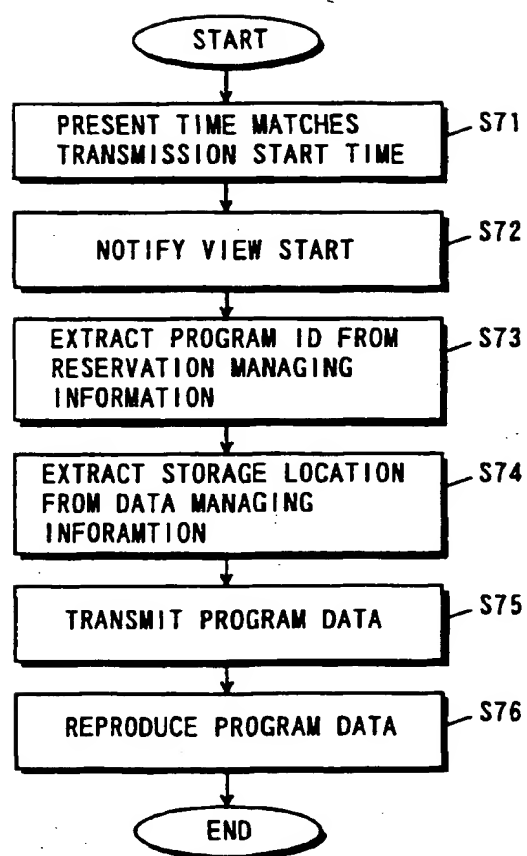 START
PRESENT TIME MATCHES
TRANSMISSION START TIME
S71
NOTIFY VIEW START
S72
EXTRACT PROGRAM ID FROM
RESERVATION MANAGING
INFORMATION
S73
EXTRACT STORAGE LOCATION
FROM DATA MANAGING
INFORAMTION
S74
TRANSMIT PROGRAM DATA
S75
REPRODUCE PROGRAM DATA
S76
END